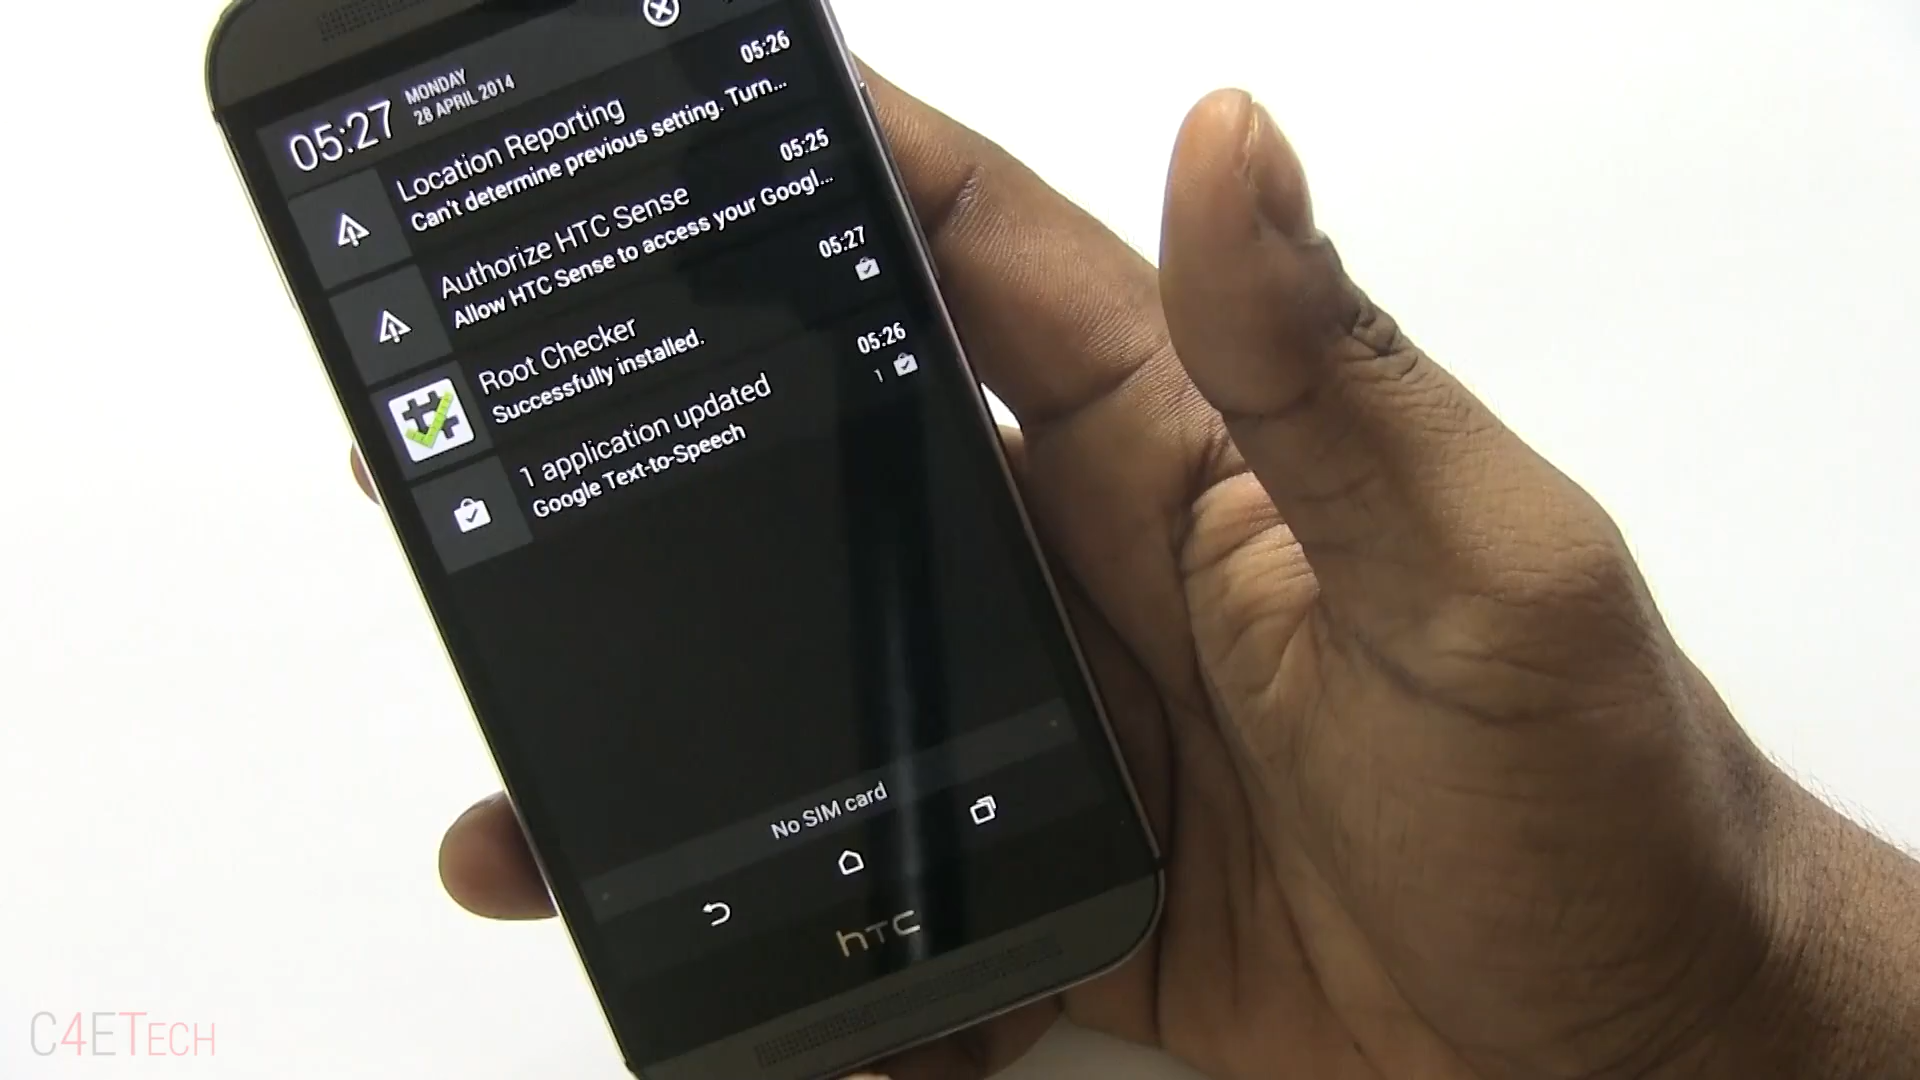 05:27
MONDAY
28 APRIL 2014
Location Reporting
05:26
Can't determine previous setting. Turn...
Authorize HTC Sense
05:25
Allow HTC Sense to access your Googl...
Root Checker
05:27
Successfully installed.
1 application updated
05:26
Google Text-to-Speech
1
No SIM card
hTC
C4ETECH